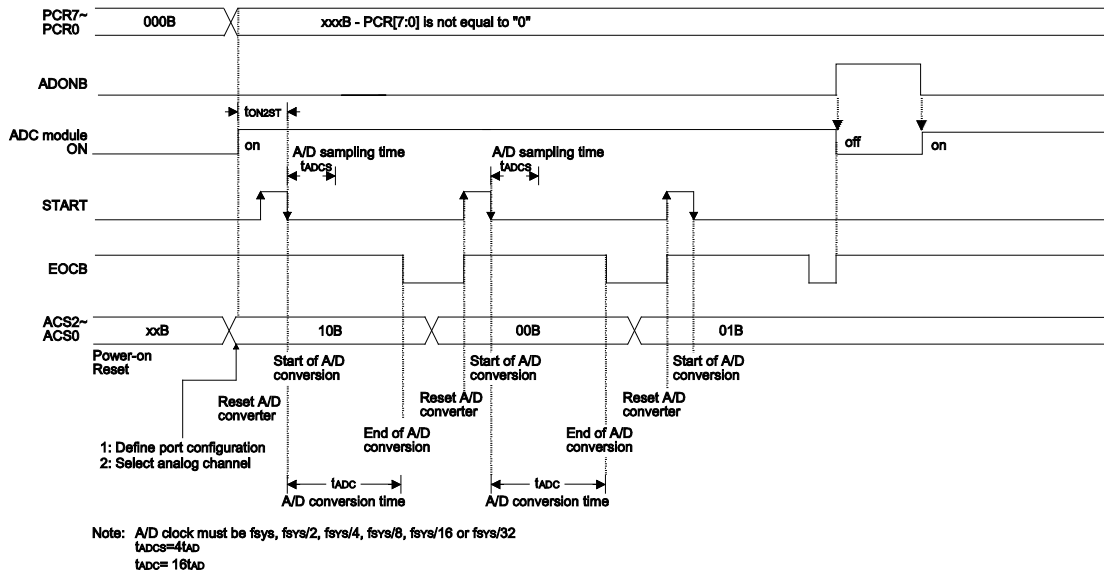 PCR7~
PCR0
000B
xxxB - PCR[7:0] is not equal to "0"
ADONB
tON2ST
ADC module
ON
on
off
on
A/D sampling time
tADCS
A/D sampling time
tADCS
START
EOCB
ACS2~
ACS0
xxB
10B
00B
01B
Power-on
Reset
Start of A/D
conversion
Start of A/D
conversion
Start of A/D
conversion
Reset A/D
converter
Reset A/D
converter
Reset A/D
converter
1: Define port configuration
2: Select analog channel
End of A/D
conversion
End of A/D
conversion
tADC
A/D conversion time
tADC
A/D conversion time
Note: A/D clock must be fsys, fSYS/2, fSYS/4, fSYS/8, fSYS/16 or fSYS/32
tADCS=4tAD
tADC= 16tAD